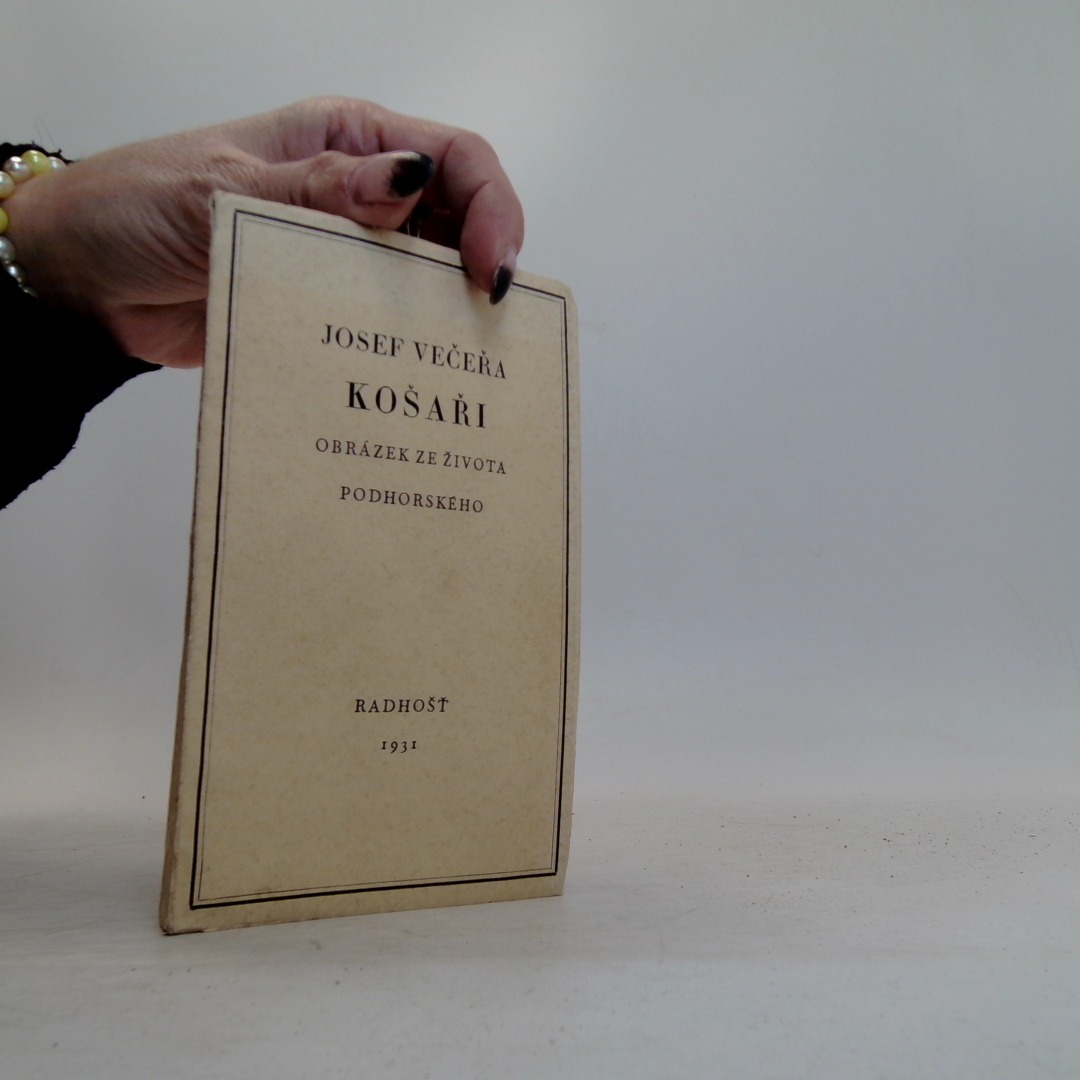 JOSEF VEČEŘA
KOŠAŘI
OBRÁZEK ZE ŽIVOTA
PODHORSKÉHO
RADHOŠŤ
1931